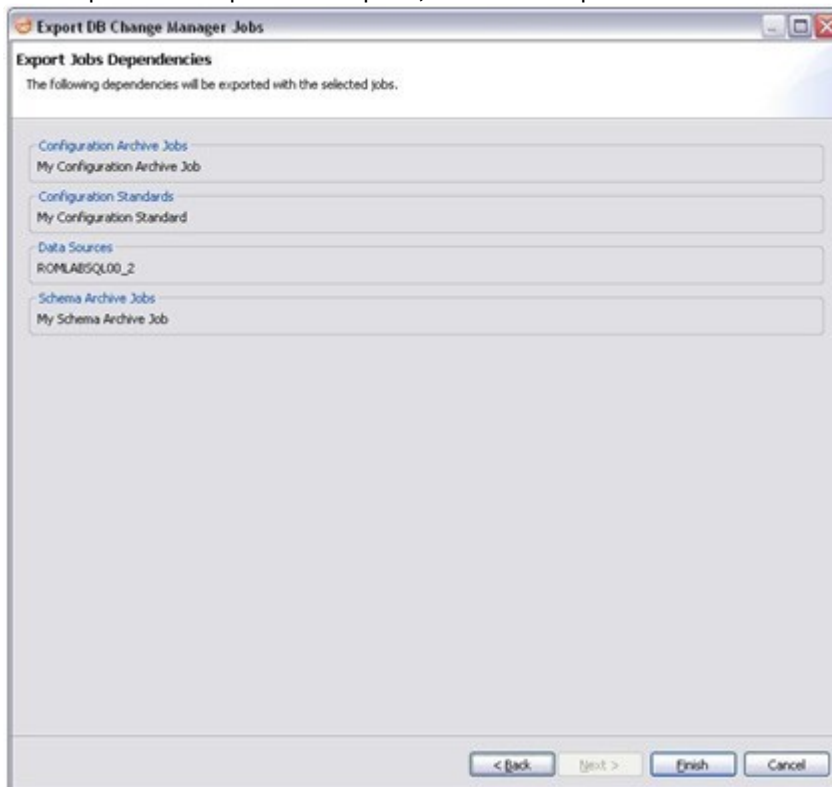 Export DB Change Manager Jobs
Export Jobs Dependencies
The following dependencies will be exported with the selected jobs.
Configuration Archive Jobs
My Configuration Archive Job
Configuration Standards
My Configuration Standard
Data Sources
ROMLABSQL00_2
Schema Archive Jobs
My Schema Archive Job
< Back Next > Finish Cancel